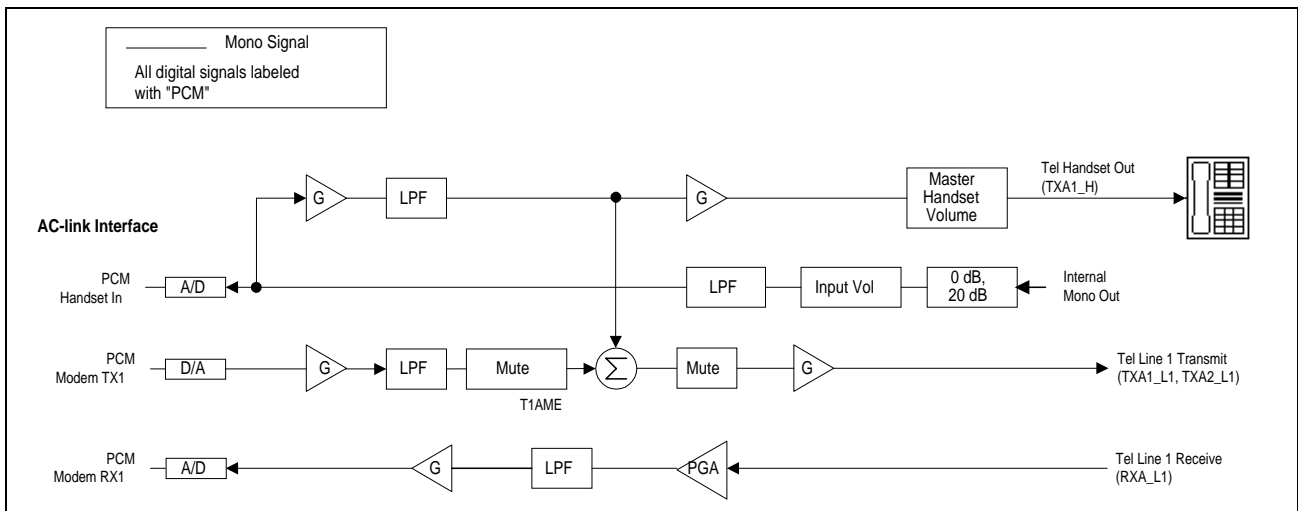 Mono Signal
All digital signals labeled
with "PCM"
Tel Handset Out
(TXA1_H)
G
LPF
G
Master
Handset
Volume
AC-link Interface
PCM
Handset In
A/D
LPF
Input Vol
0 dB,
20 dB
Internal
Mono Out
PCM
Modem TX1
D/A
G
LPF
Mute
T1AME
Σ
Mute
G
Tel Line 1 Transmit
(TXA1_L1, TXA2_L1)
PCM
Modem RX1
A/D
G
LPF
PGA
Tel Line 1 Receive
(RXA_L1)